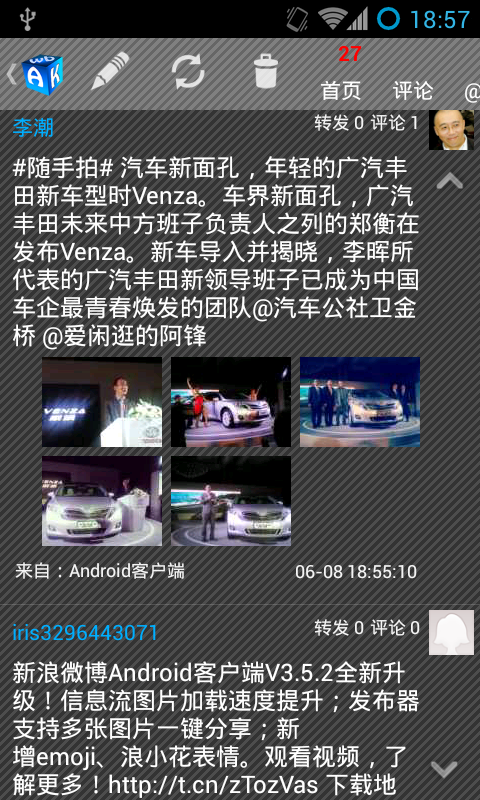 18:57
27
首页 评论 @
李潮
转发 0 评论 1
#随手拍# 汽车新面孔，年轻的广汽丰
田新车型时Venza。车界新面孔，广汽
丰田未来中方班子负责人之列的郑衡在
发布Venza。新车导入并揭晓，李晖所
代表的广汽丰田新领导班子已成为中国
车企最青春焕发的团队@汽车公社卫金
桥 @爱闲逛的阿锋
VENZA
来自：Android客户端
06-08 18:55:10
iris3296443071
转发 0 评论 0
新浪微博Android客户端V3.5.2全新升
级！信息流图片加载速度提升；发布器
支持多张图片一键分享；新
增emoji、浪小花表情。观看视频，了
解更多！http://t.cn/zTozVas 下载地